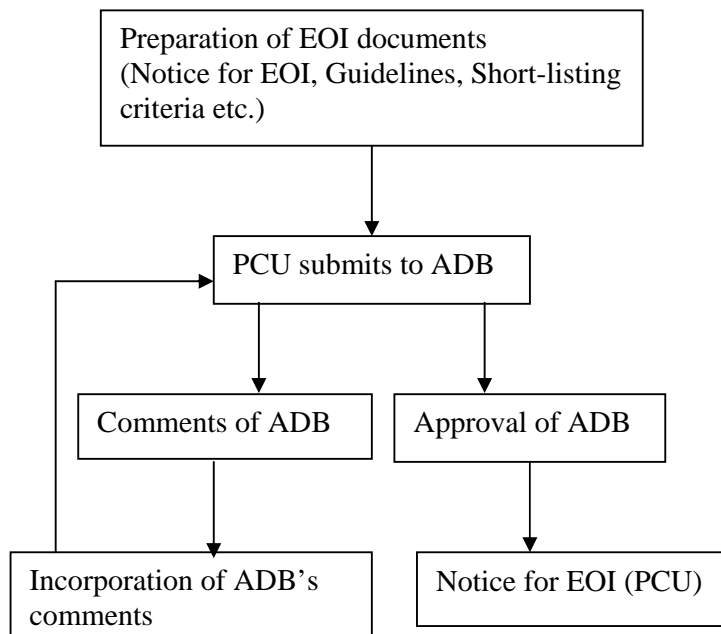 Preparation of EOI documents
(Notice for EOI, Guidelines, Short-listing
criteria etc.)
PCU submits to ADB
Comments of ADB
Approval of ADB
Incorporation of ADB’s
comments
Notice for EOI (PCU)